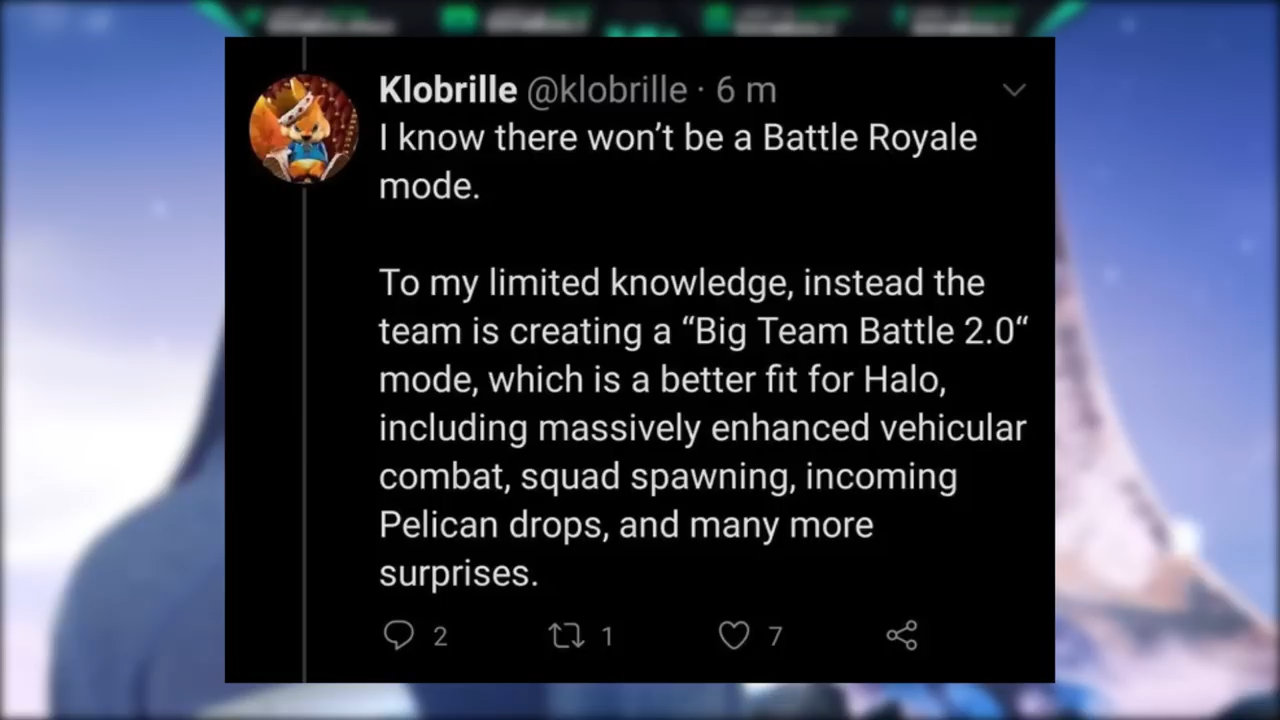 Klobrille @klobrille · 6 m
I know there won’t be a Battle Royale
mode.
To my limited knowledge, instead the
team is creating a “Big Team Battle 2.0“
mode, which is a better fit for Halo,
including massively enhanced vehicular
combat, squad spawning, incoming
Pelican drops, and many more
surprises.
2 1 7